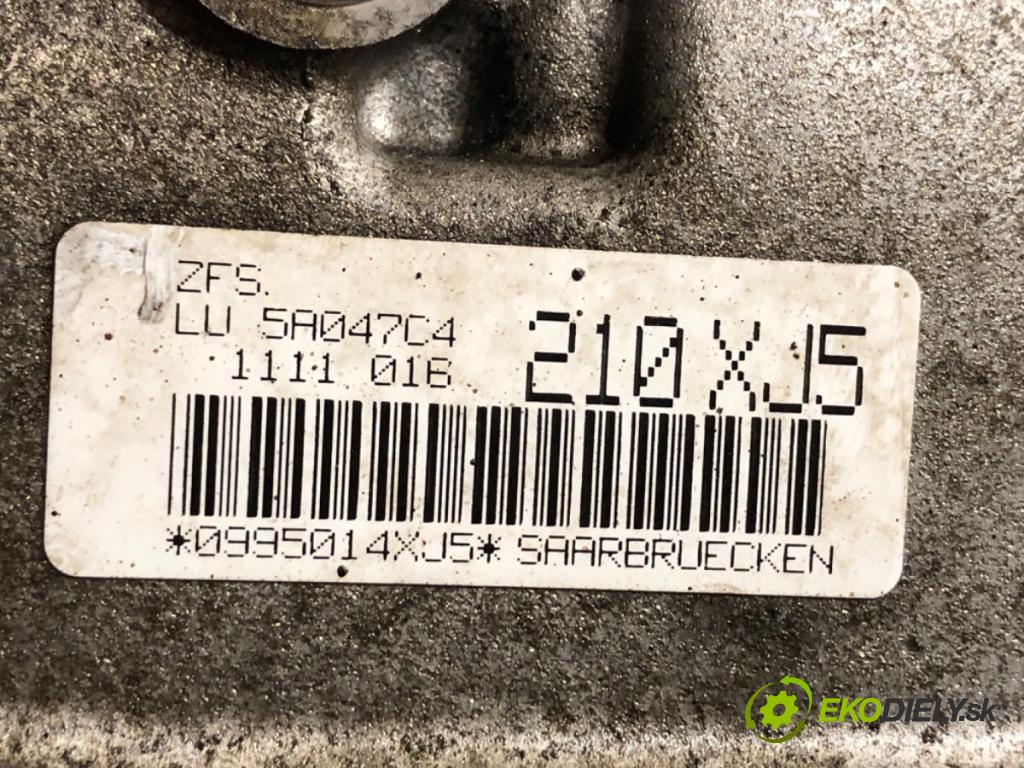 ZFS.
LU 5A047C4
1111 016
210 XJ5
*0995014XJ5* SAARBRUECKEN
EKODIELY.sk